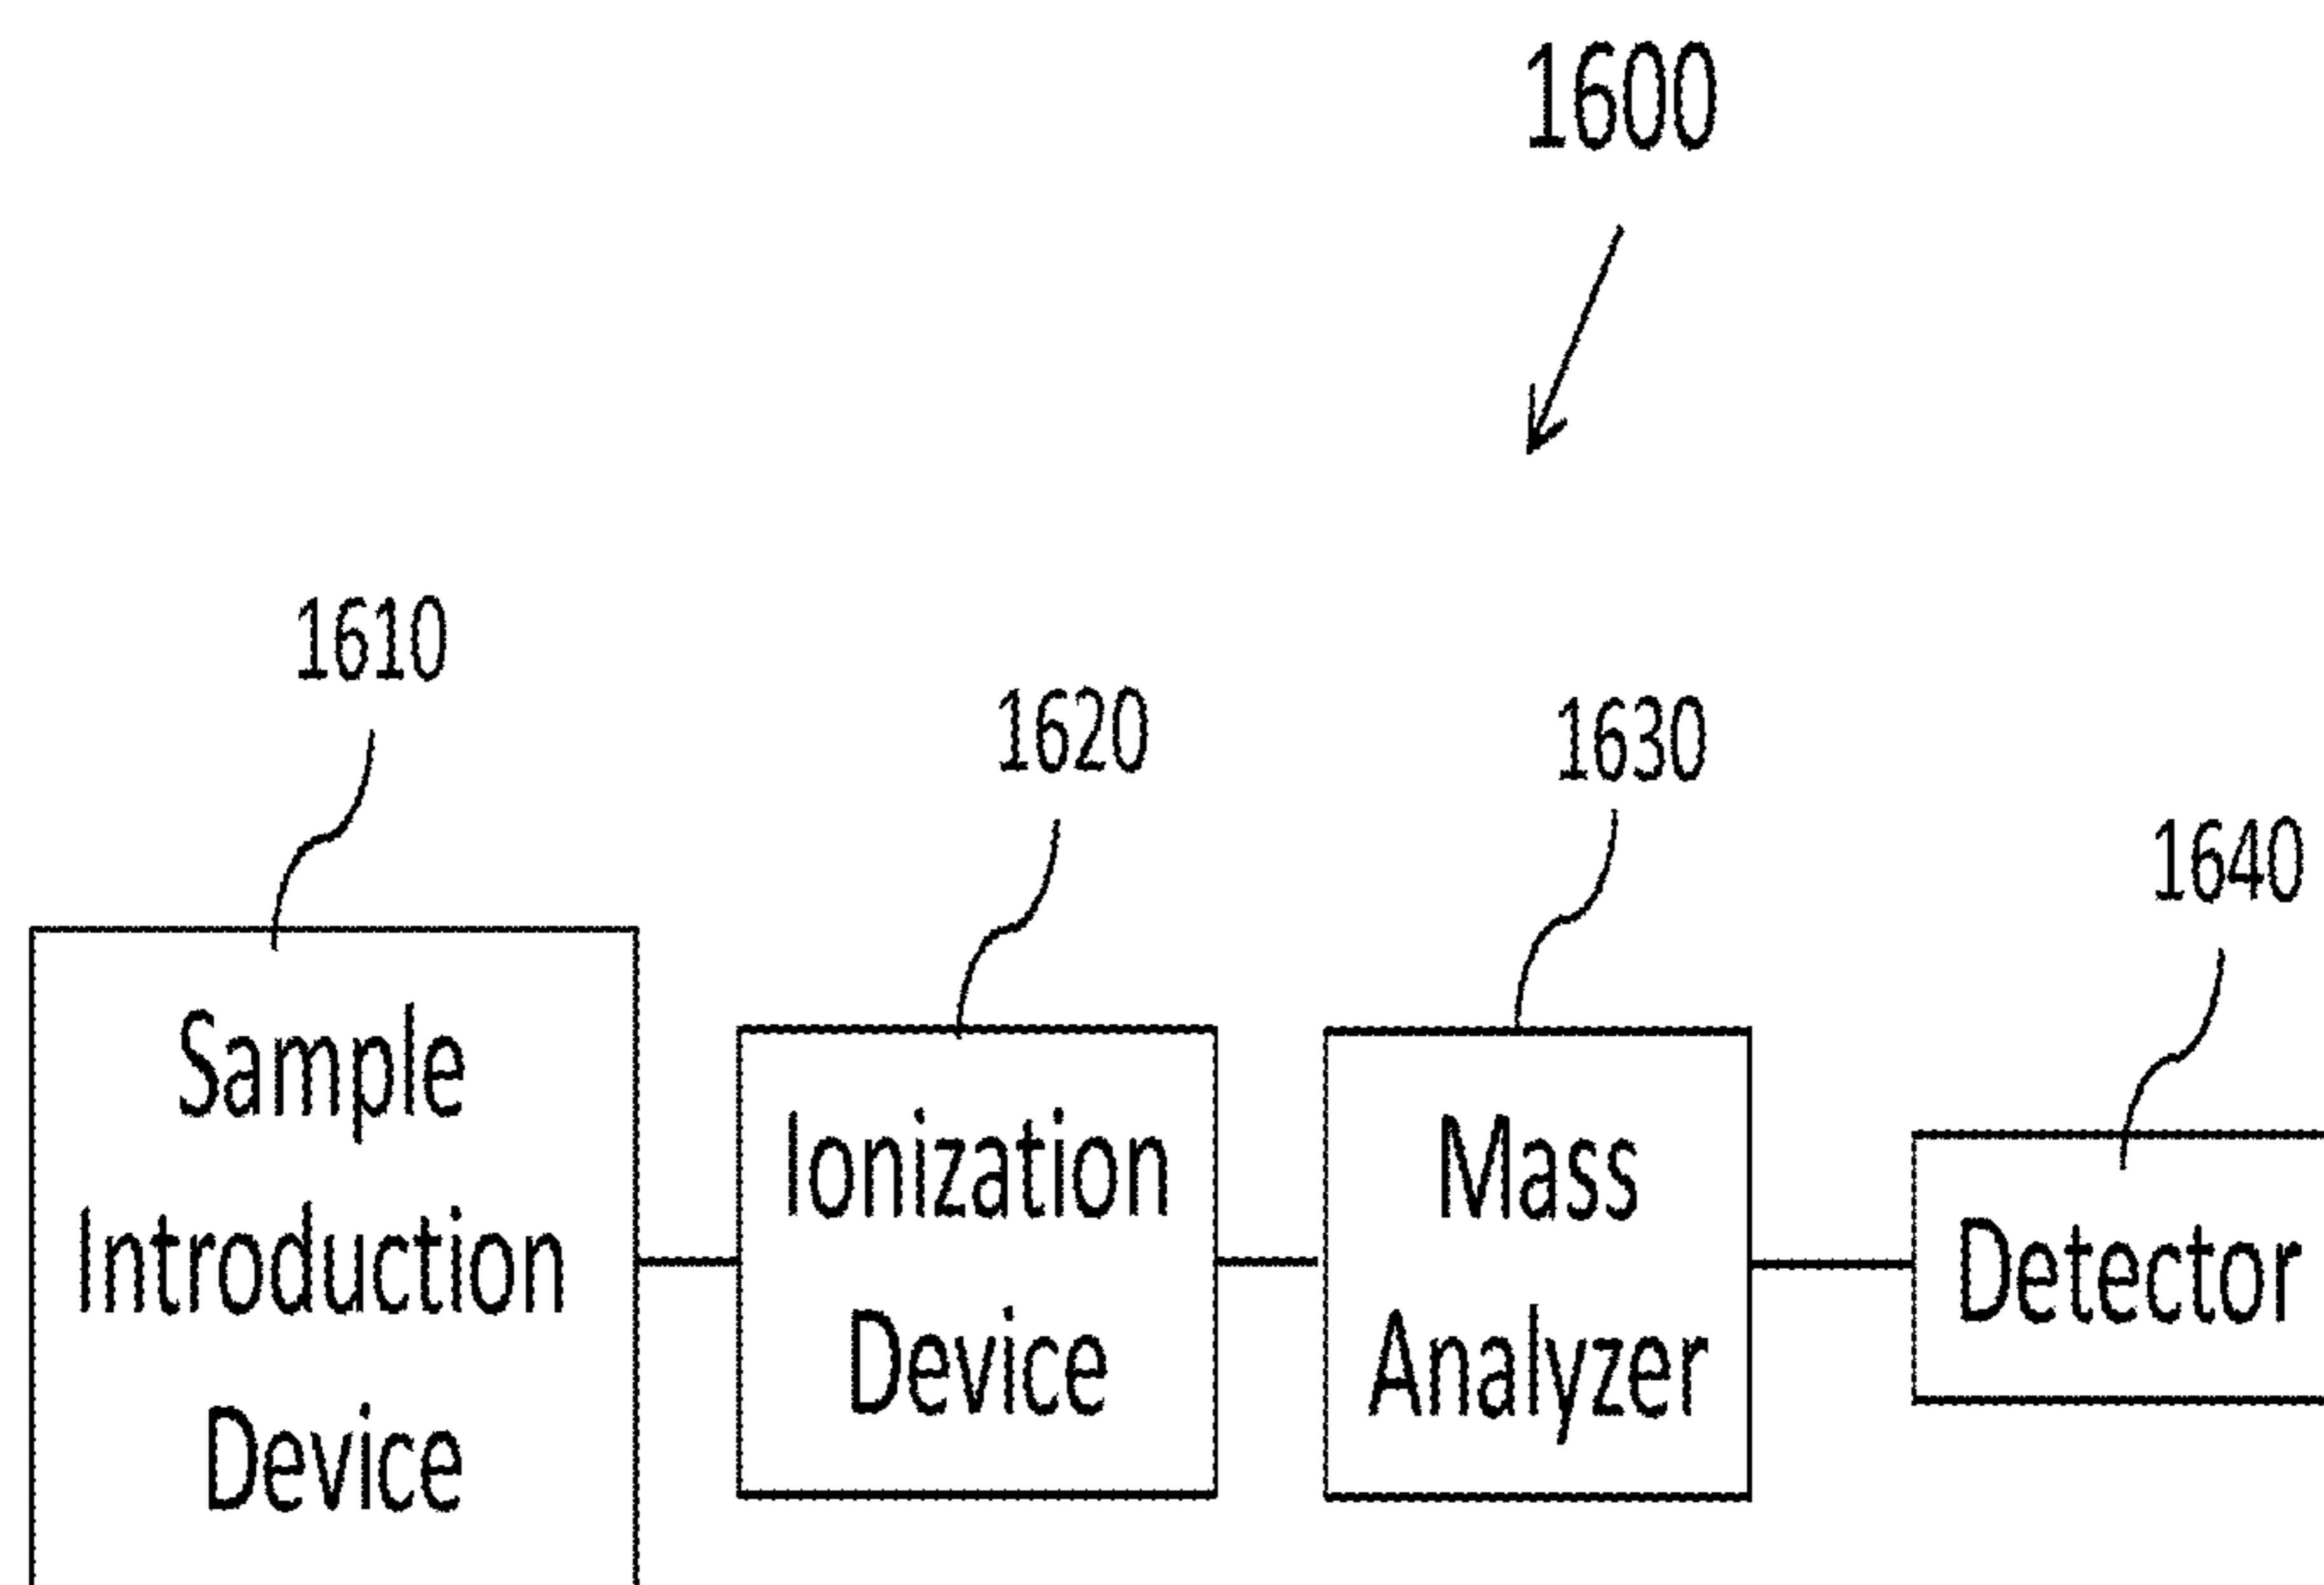 1600
1610
1620
1630
1640
Sample
Introduction
Device
Ionization
Device
Mass
Analyzer
Detector